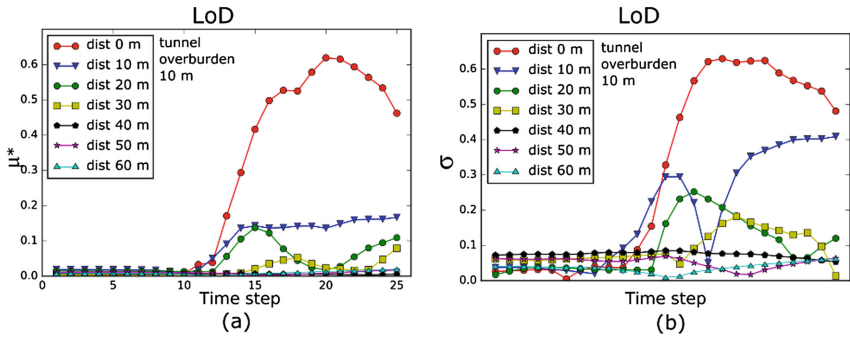 LoD
dist 0 m
dist 10 m
dist 20 m
dist 30 m
dist 40 m
dist 50 m
dist 60 m
tunnel
overburden
10 m
0.6
0.5
0.4
0.3
0.2
0.1
0.0
μ*
0
5
10
15
20
25
Time step
(a)
LoD
dist 0 m
dist 10 m
dist 20 m
dist 30 m
dist 40 m
dist 50 m
dist 60 m
tunnel
overburden
10 m
0.7
0.6
0.5
0.4
0.3
0.2
0.1
0.0
σ
Time step
(b)